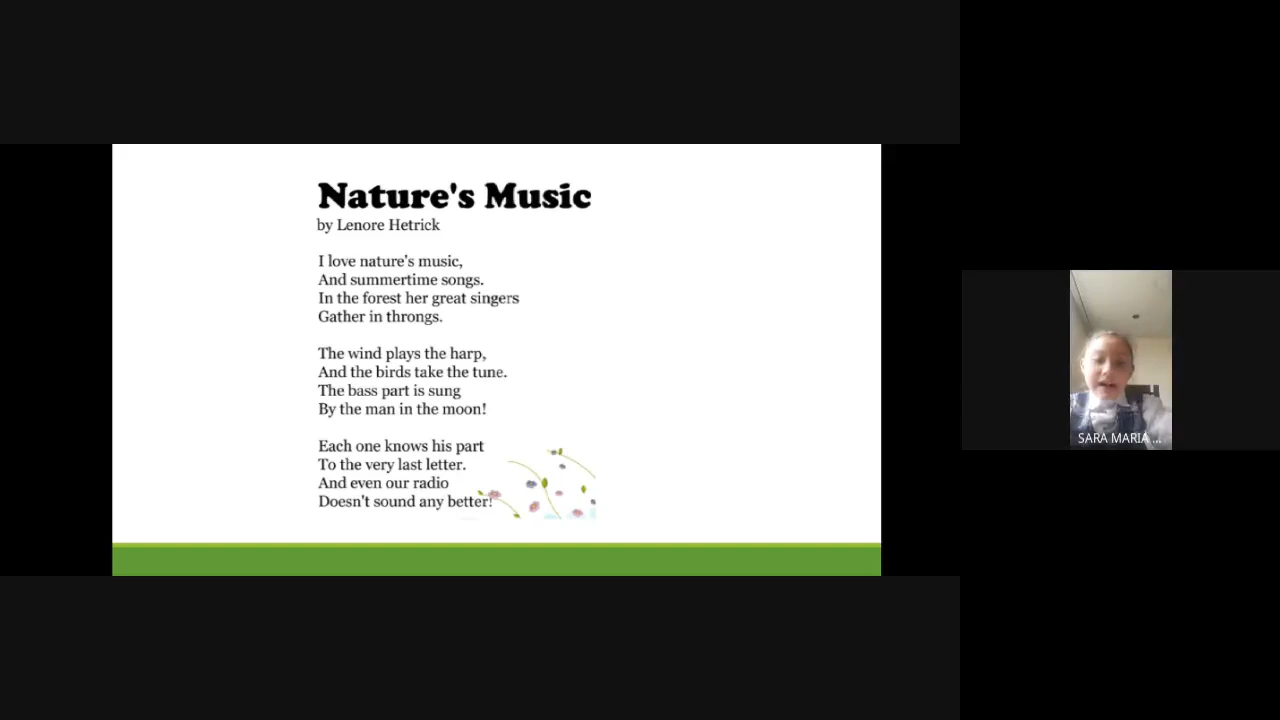 Nature's Music
by Lenore Hetrick
I love nature's music,
And summertime songs.
In the forest her great singers
Gather in throngs.
The wind plays the harp,
And the birds take the tune.
The bass part is sung
By the man in the moon!
Each one knows his part
To the very last letter.
And even our radio
Doesn't sound any better!
SARA MARIA ...